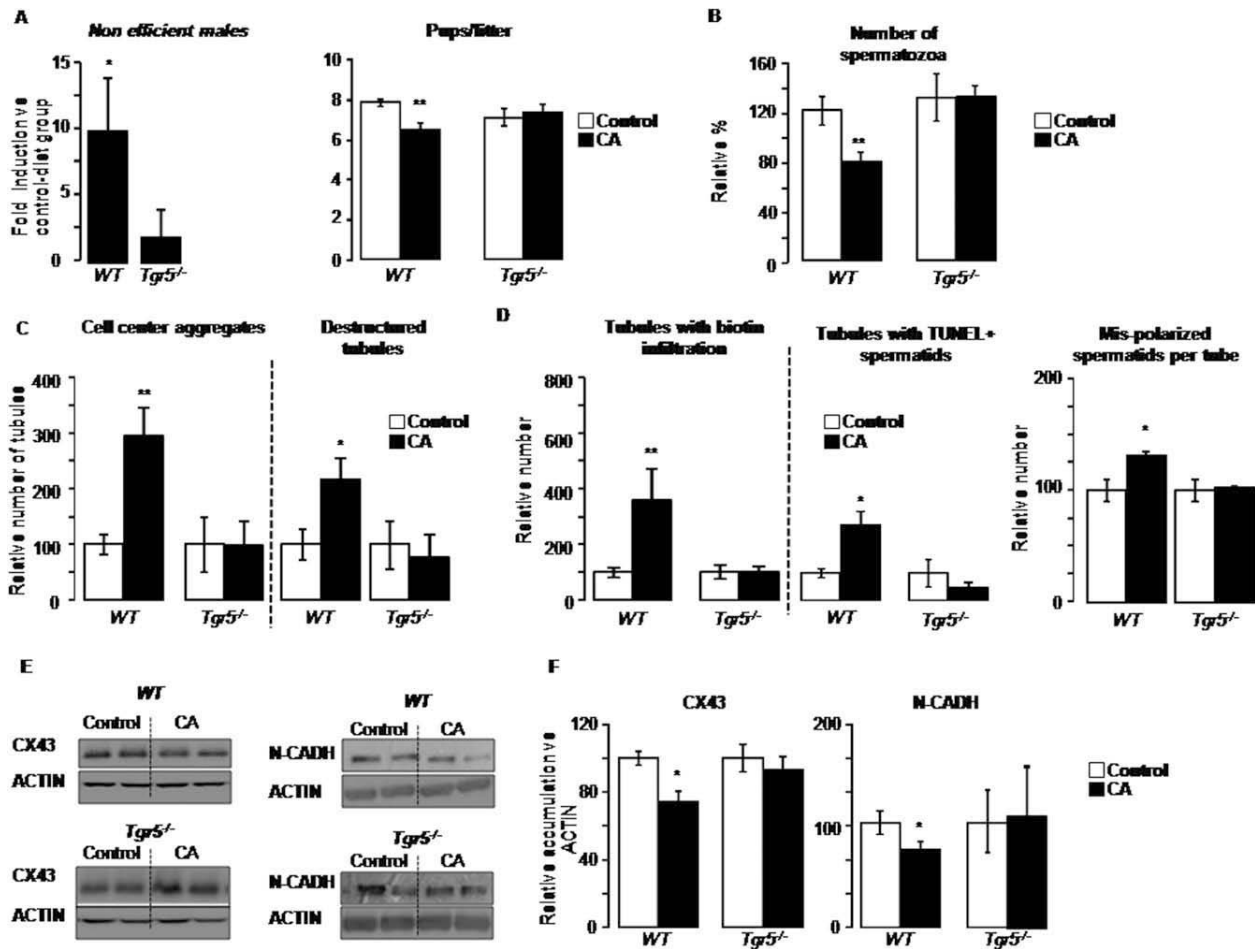 A
Non efficient males
Fold induction vs
control-diet group
15
10
5
0
*
WT
Tgr5-/-
Pups/litter
10
8
6
4
2
0
**
WT
Tgr5-/-
Control
CA
B
Number of
spermatozoa
Relative %
160
120
80
40
0
**
WT
Tgr5-/-
Control
CA
C
Cell center aggregates
Destructured
tubules
Relative number of tubules
400
300
200
100
0
**
*
WT
Tgr5-/-
WT
Tgr5-/-
Control
CA
D
Tubules with biotin
infiltration
Tubules with TUNEL+
spermatids
Relative number
800
600
400
200
0
**
*
WT
Tgr5-/-
WT
Tgr5-/-
Control
CA
Mis-polarized
spermatids per tube
Relative number
200
100
0
*
WT
Tgr5-/-
E
WT
Control CA
CX43
ACTIN
WT
Control CA
N-CADH
ACTIN
Tgr5-/-
Control CA
CX43
ACTIN
Tgr5-/-
Control CA
N-CADH
ACTIN
F
CX43
Relative accumulation vs
ACTIN
120
80
40
0
*
WT
Tgr5-/-
N-CADH
200
100
0
*
WT
Tgr5-/-
Control
CA